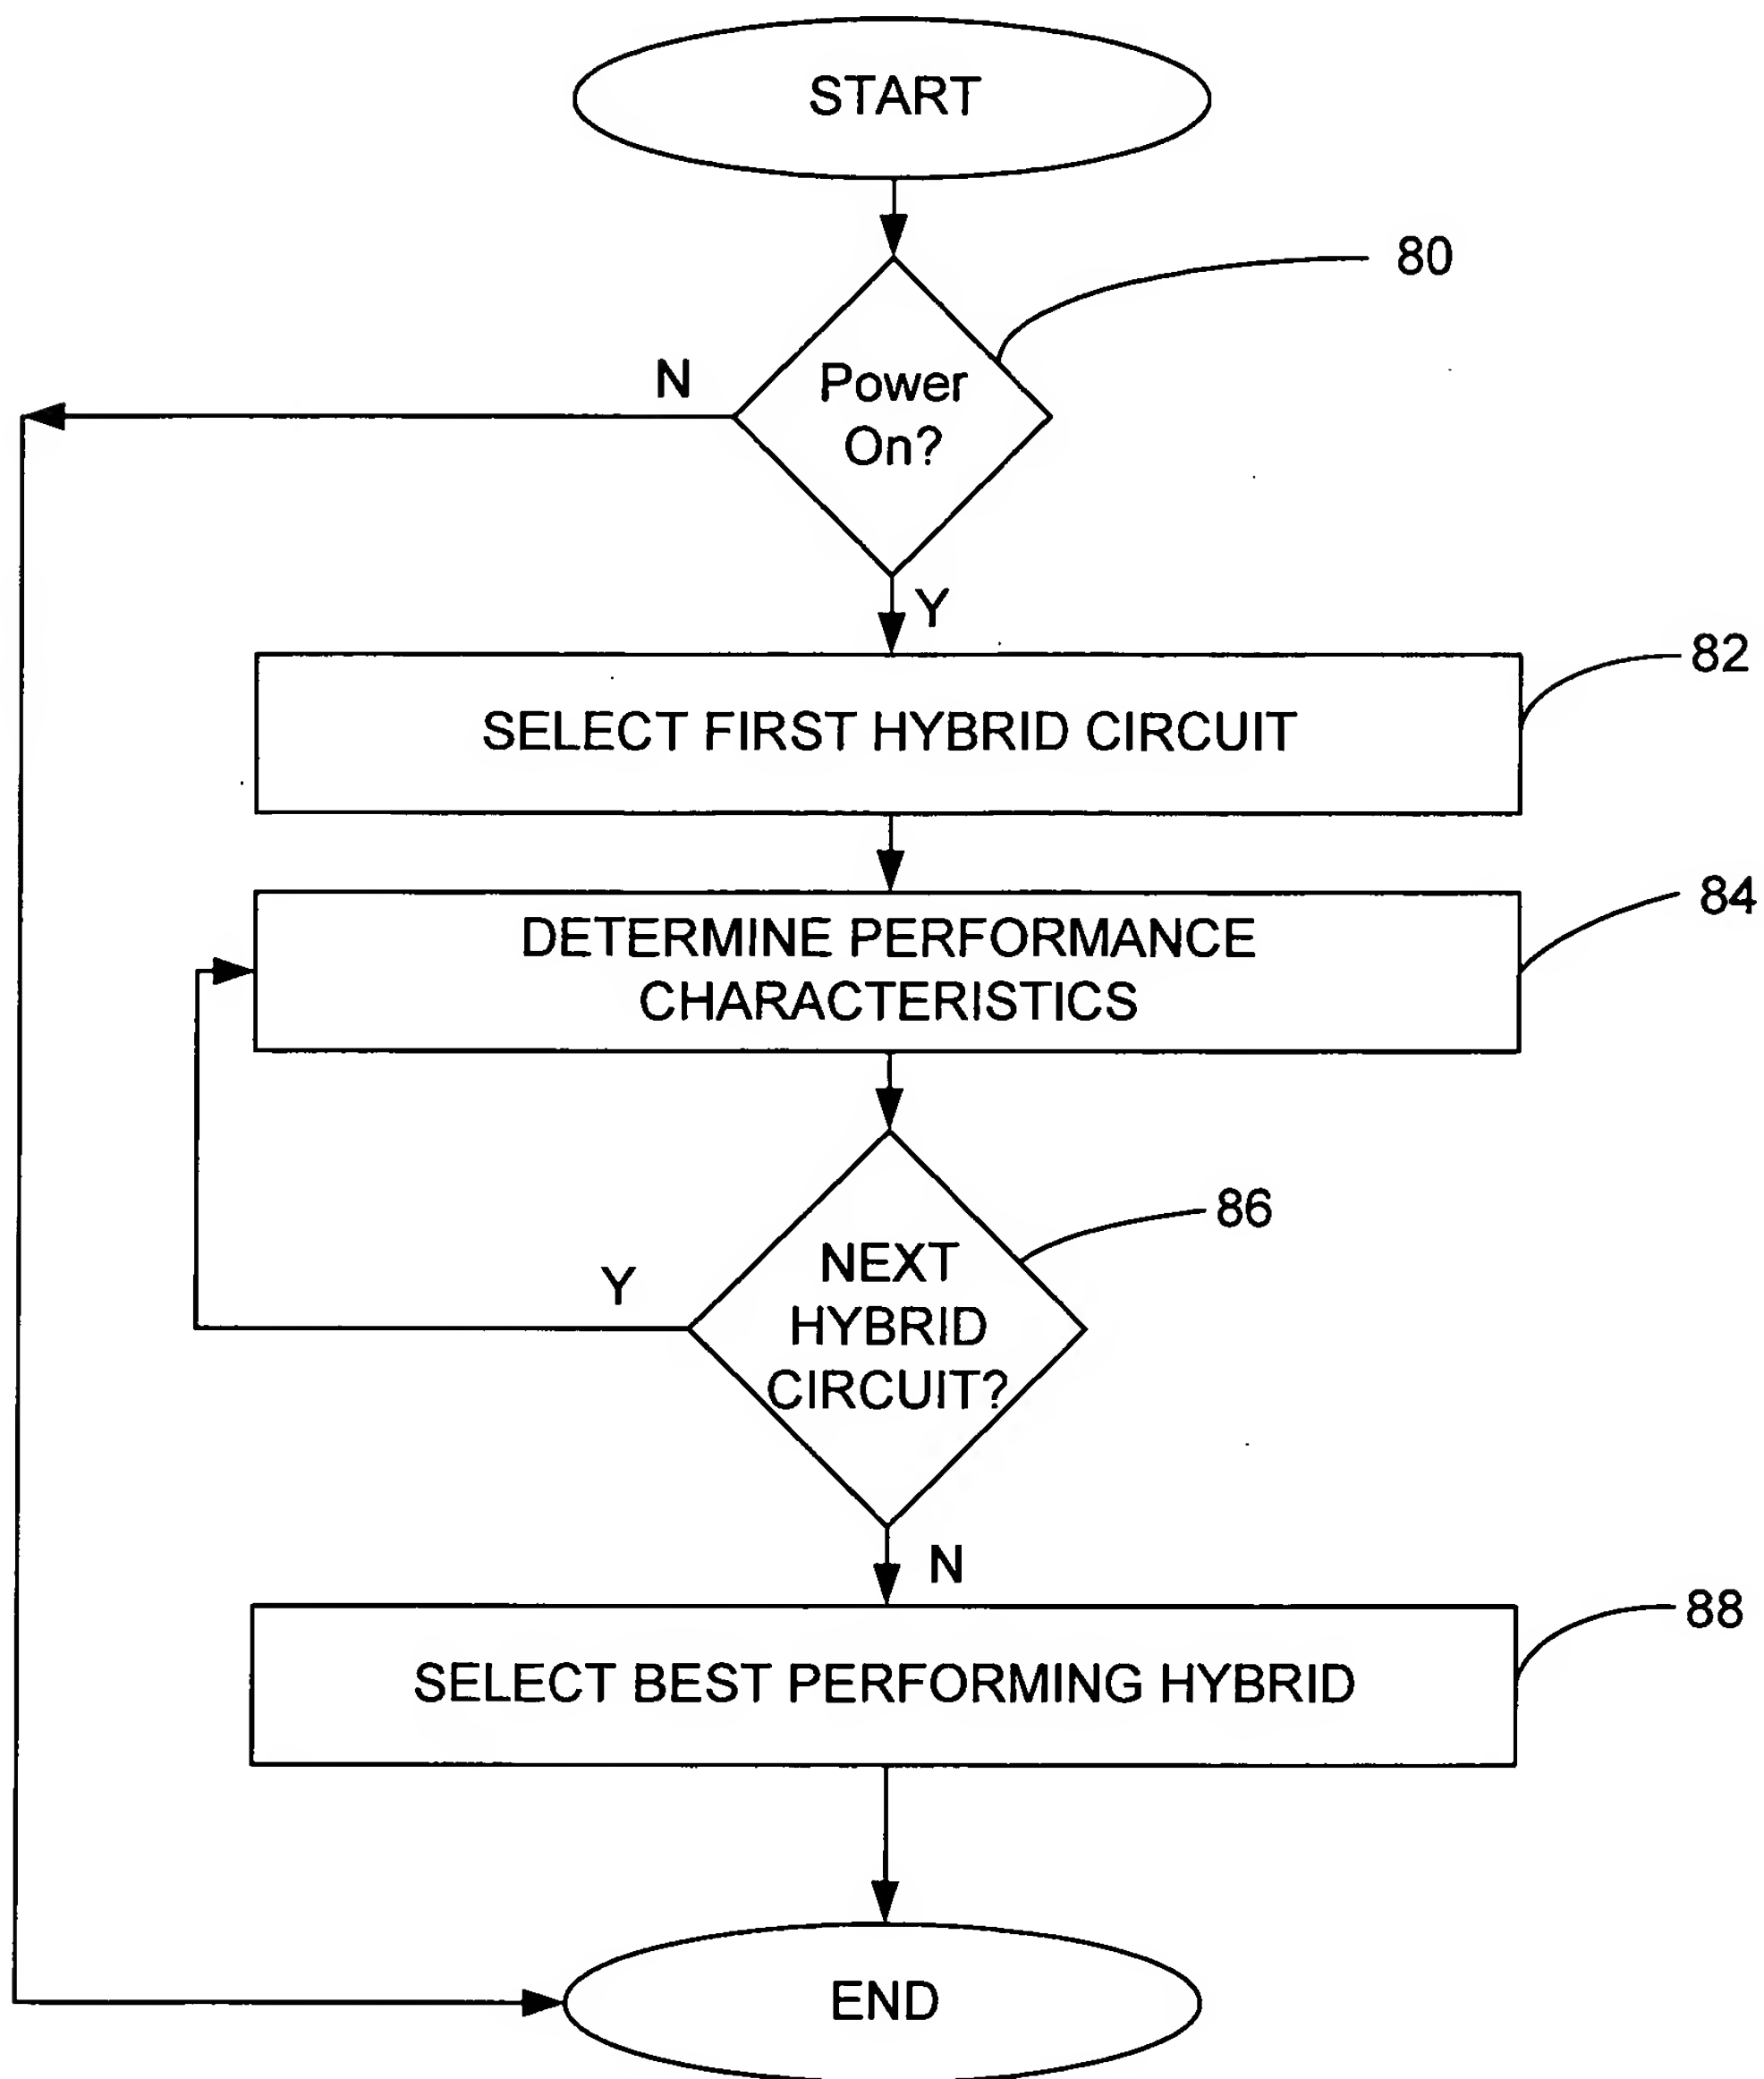 START
80
N
Power
On?
Y
82
SELECT FIRST HYBRID CIRCUIT
84
DETERMINE PERFORMANCE
CHARACTERISTICS
86
Y
NEXT
HYBRID
CIRCUIT?
N
88
SELECT BEST PERFORMING HYBRID
END